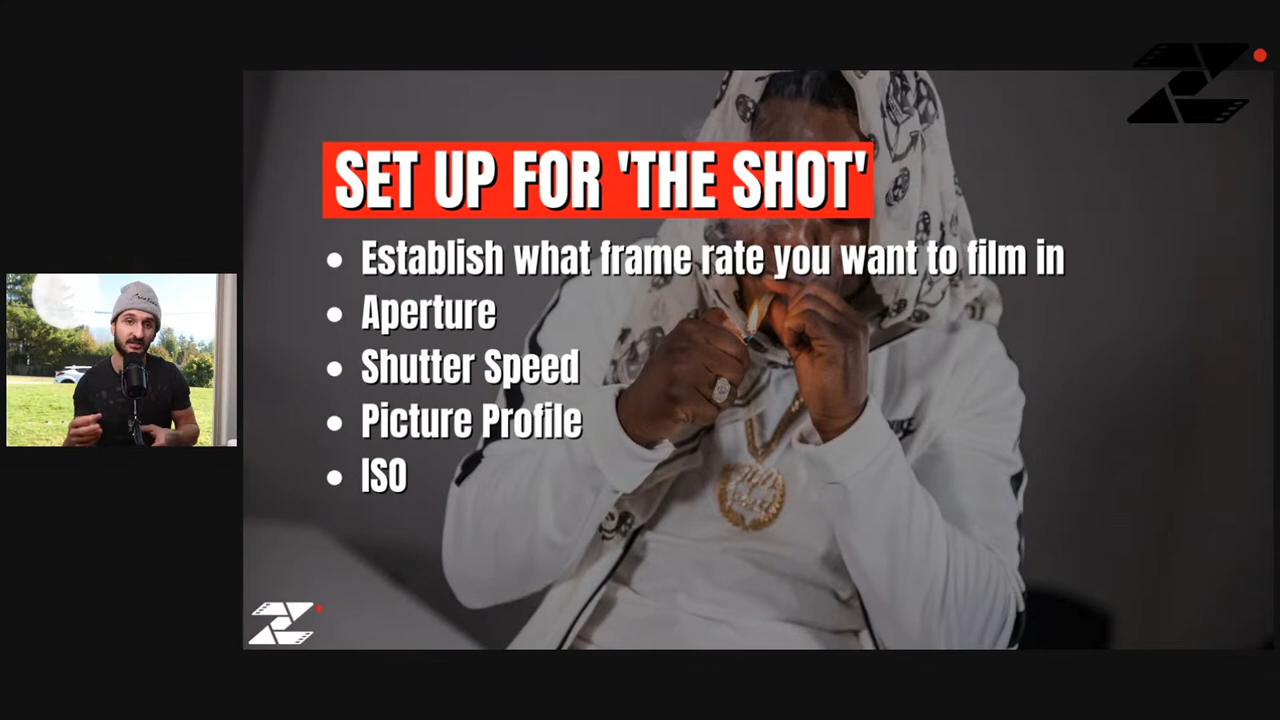 SET UP FOR 'THE SHOT'
• Establish what frame rate you want to film in
• Aperture
• Shutter Speed
• Picture Profile
• ISO